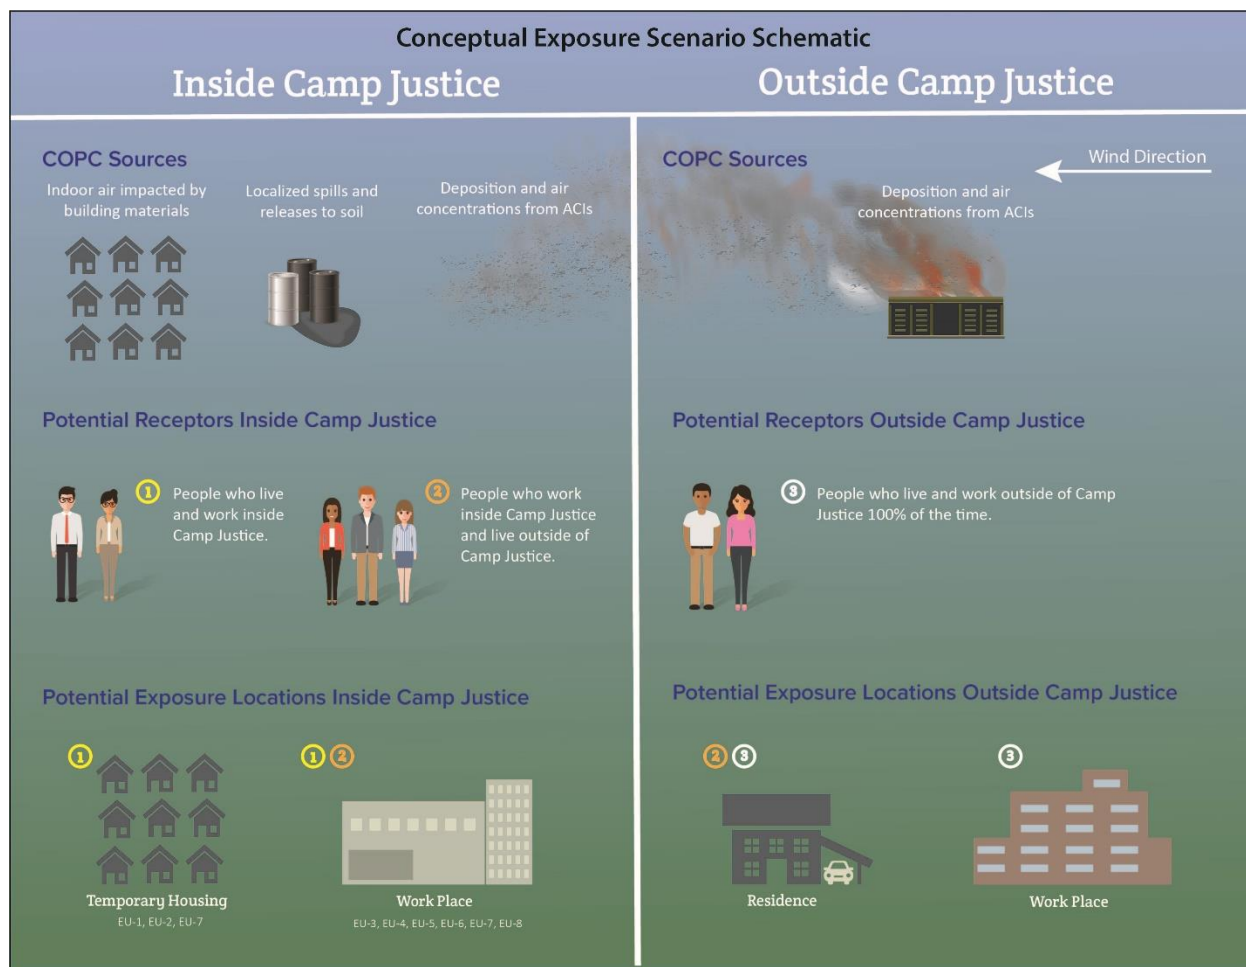 Conceptual Exposure Scenario Schematic
Inside Camp Justice
Outside Camp Justice
COPC Sources
Indoor air impacted by
building materials
Localized spills and
releases to soil
Deposition and air
concentrations from ACIs
COPC Sources
Wind Direction
Deposition and air
concentrations from ACIs
Potential Receptors Inside Camp Justice
1
People who live
and work inside
Camp Justice.
2
People who work
inside Camp Justice
and live outside of
Camp Justice.
Potential Receptors Outside Camp Justice
3
People who live and work outside of Camp
Justice 100% of the time.
Potential Exposure Locations Inside Camp Justice
1
Temporary Housing
EU-1, EU-2, EU-7
1 2
Work Place
EU-3, EU-4, EU-5, EU-6, EU-7, EU-8
Potential Exposure Locations Outside Camp Justice
2 3
Residence
3
Work Place